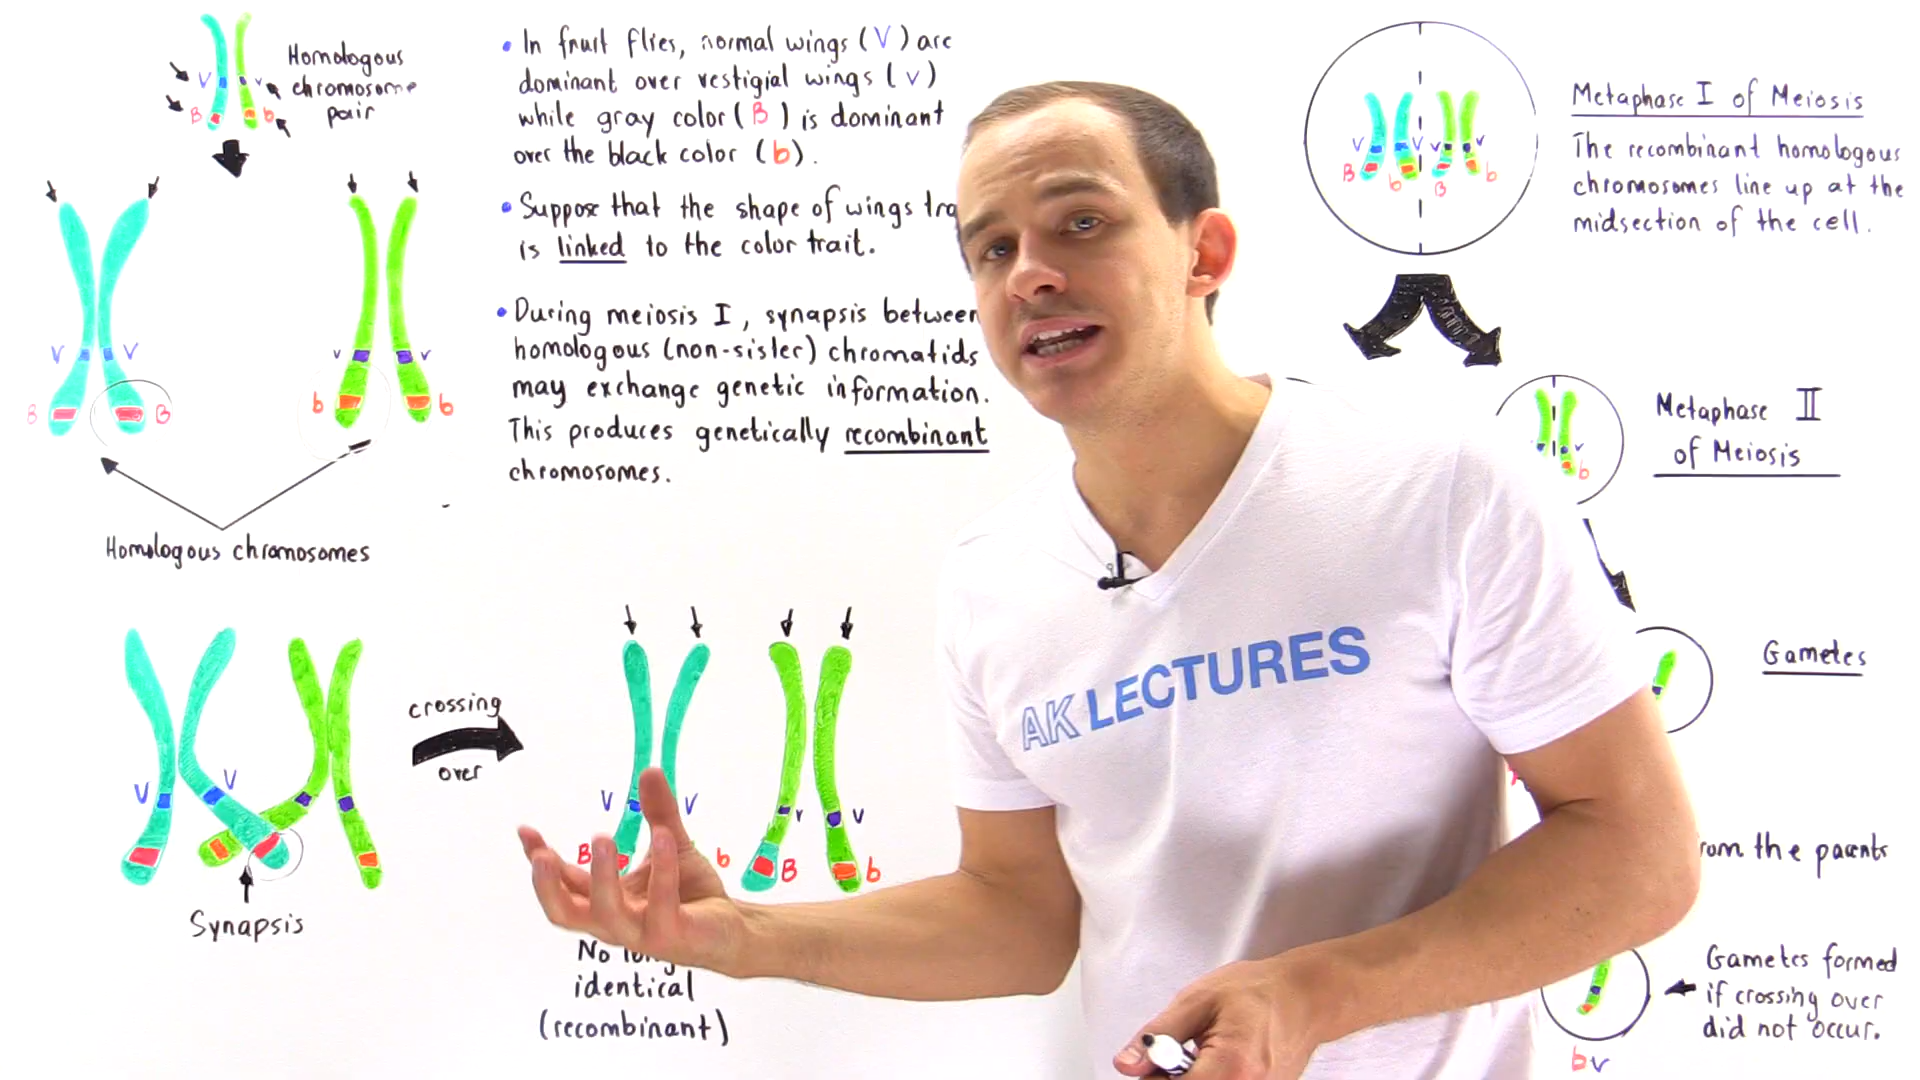 Homologous
chromosome
pair
V
v
B
b
• In fruit flies, normal wings (V) are
dominant over vestigial wings (v)
while gray color (B) is dominant
over the black color (b).
• Suppose that the shape of wings
is linked to the color trait.
• During meiosis I, synapsis between
homologous (non-sister) chromatids
may exchange genetic information.
This produces genetically recombinant
chromosomes.
V V
B B
v v
b b
Homologous chromosomes
V V
Synapsis
crossing
over
V V v v
B b B b
No
identical
(recombinant)
AK LECTURES
V V v v
B b B b
Metaphase I of Meiosis
The recombinant homologous
chromosomes line up at the
midsection of the cell.
Metaphase II
of Meiosis
v
b
Gametes
the parents
Gametes formed
if crossing over
did not occur.
bv